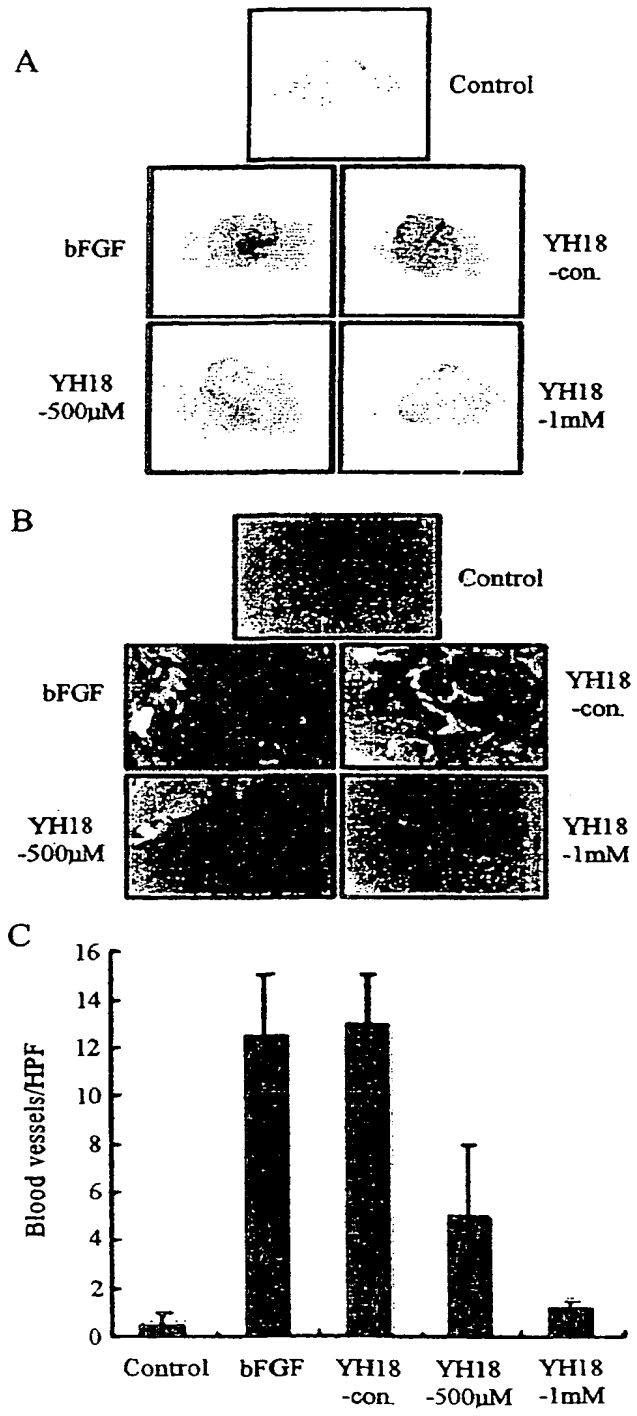 A
Control
bFGF
YH18
-con.
YH18
-500µM
YH18
-1mM
B
Control
bFGF
YH18
-con.
YH18
-500µM
YH18
-1mM
C
Blood vessels/HPF
16
14
12
10
8
6
4
2
0
Control
bFGF
YH18
-con.
YH18
-500µM
YH18
-1mM